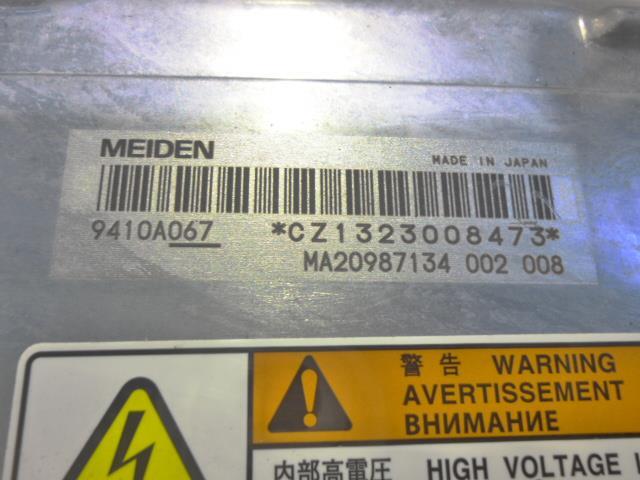 MEIDEN
MADE IN JAPAN
9410A067 *CZ1323008473*
MA20987134 002 008
警告 WARNING
AVERTISSEMENT
ВНИМАНИЕ
内部高電圧 HIGH VOLTAGE